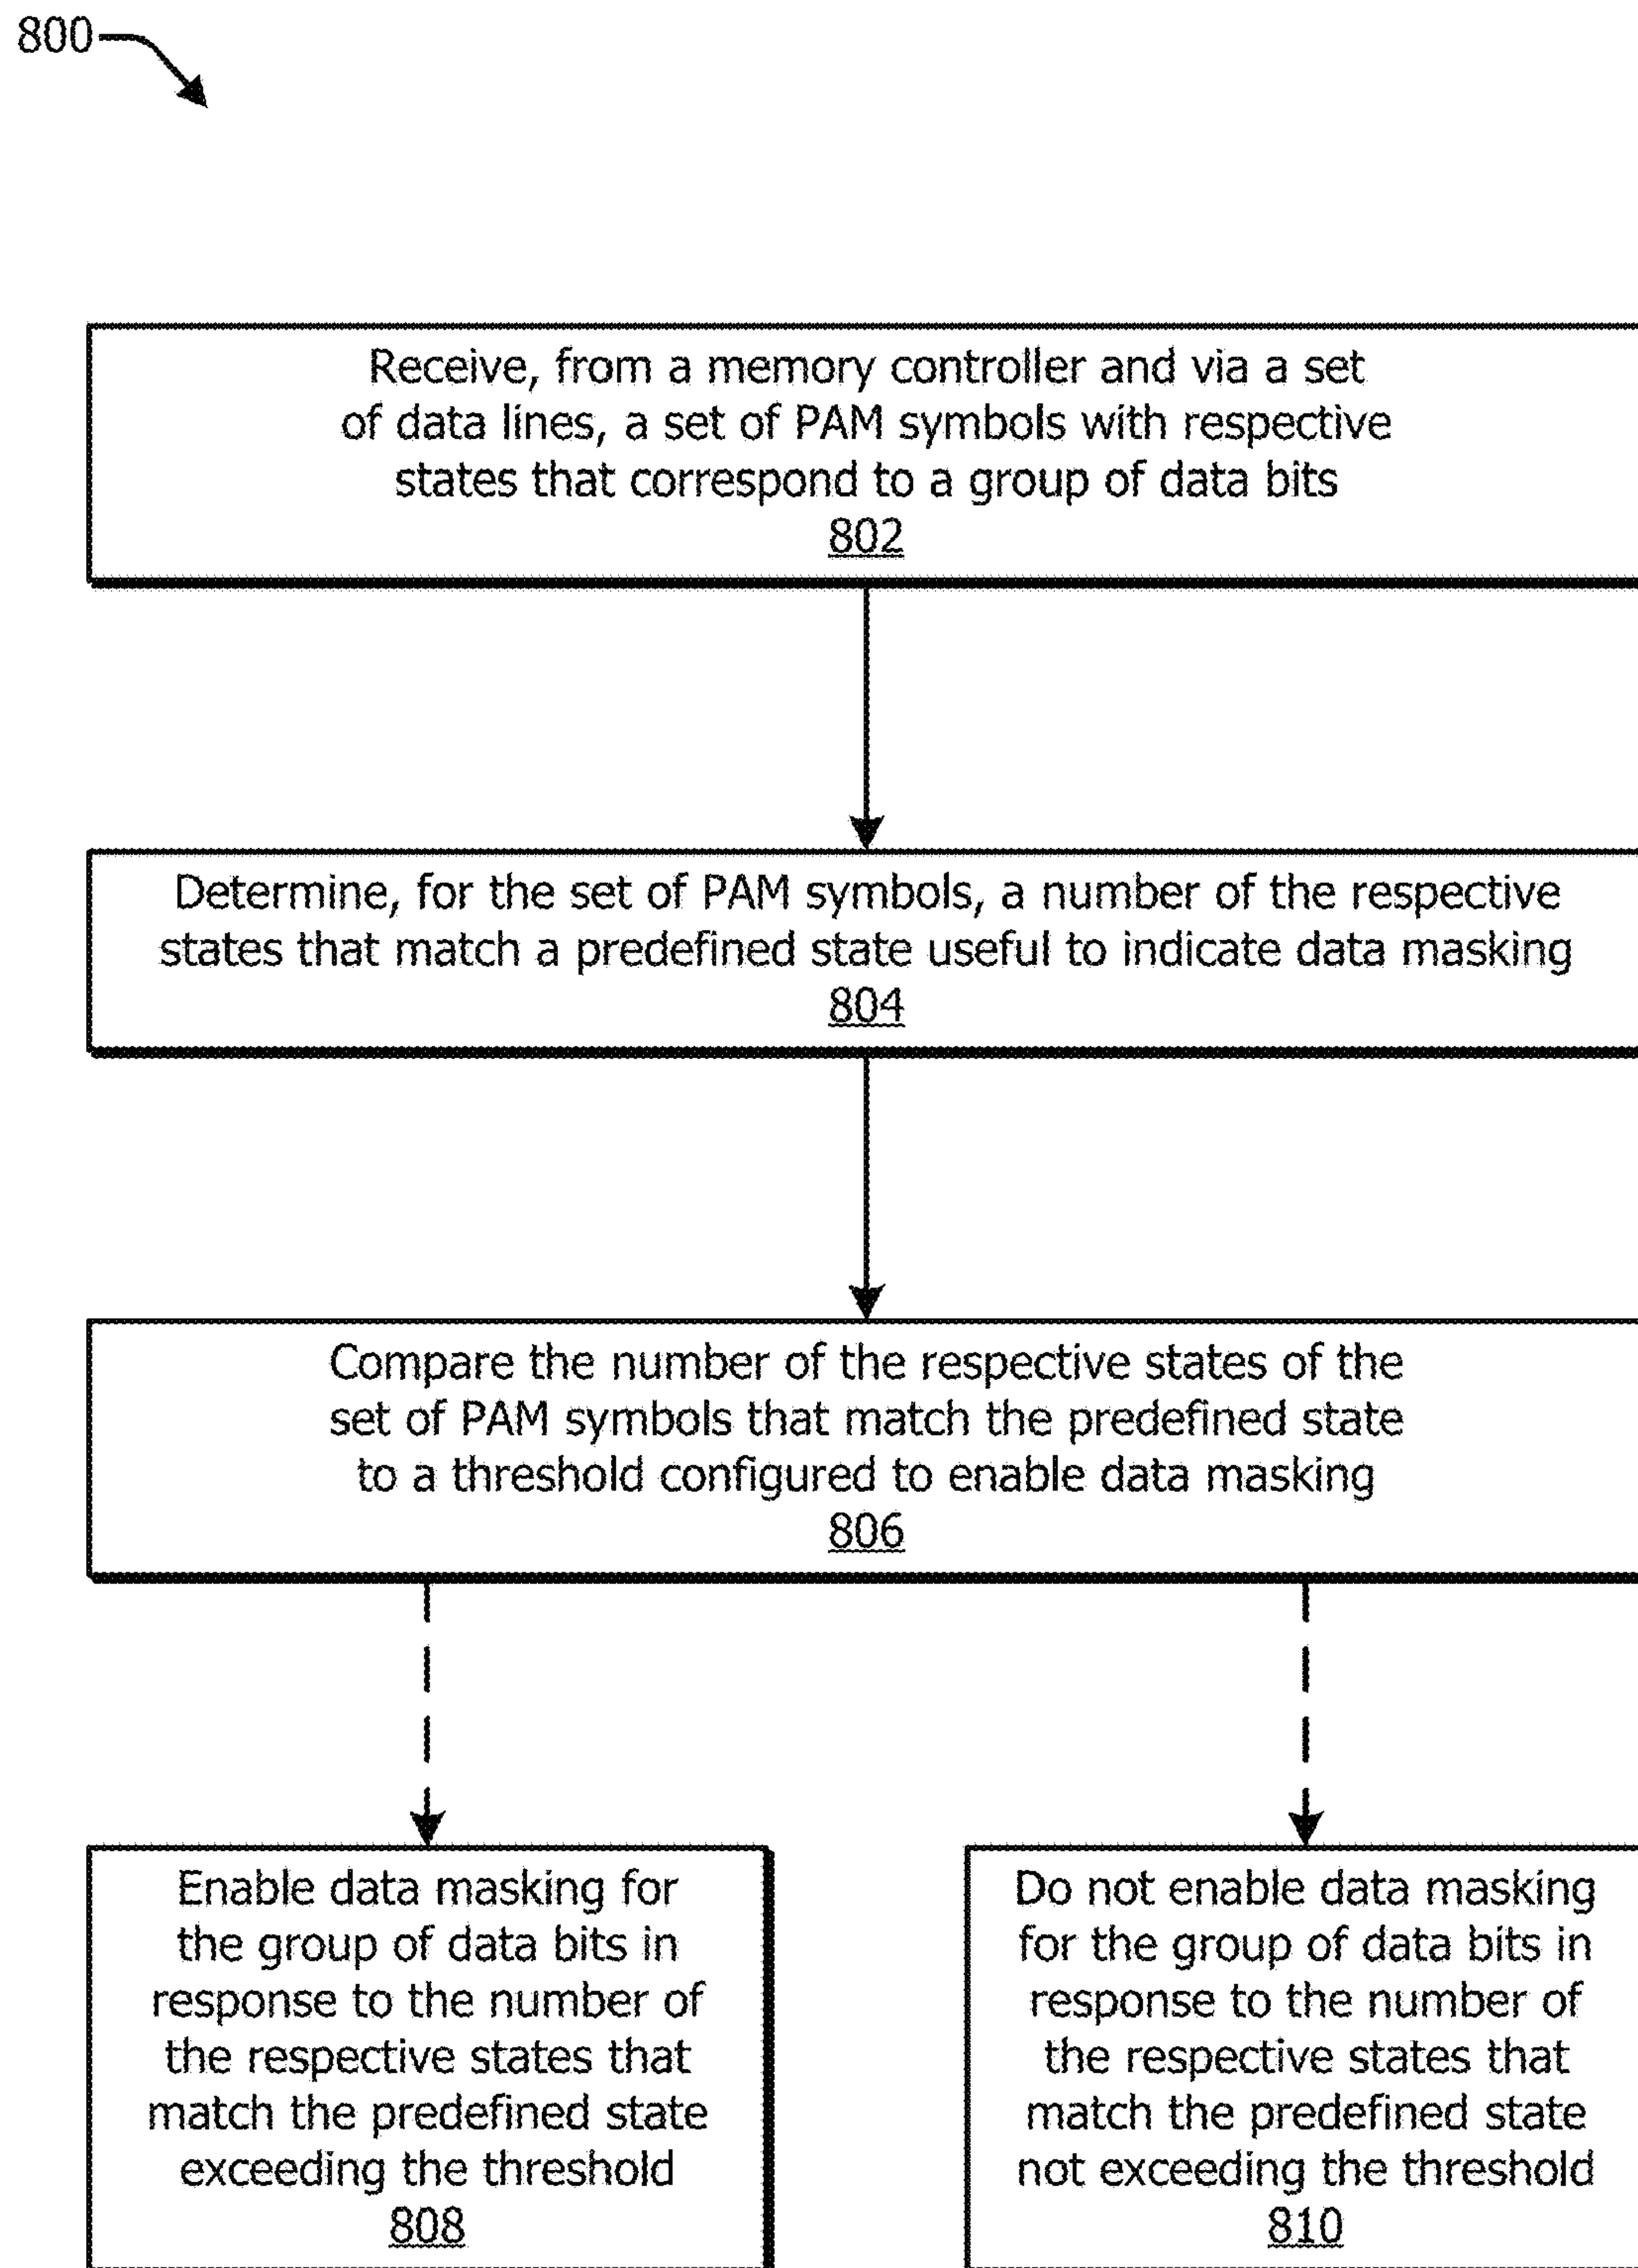 800
Receive, from a memory controller and via a set
of data lines, a set of PAM symbols with respective
states that correspond to a group of data bits
802
Determine, for the set of PAM symbols, a number of the respective
states that match a predefined state useful to indicate data masking
804
Compare the number of the respective states of the
set of PAM symbols that match the predefined state
to a threshold configured to enable data masking
806
Enable data masking for
the group of data bits in
response to the number of
the respective states that
match the predefined state
exceeding the threshold
808
Do not enable data masking
for the group of data bits in
response to the number of
the respective states that
match the predefined state
not exceeding the threshold
810